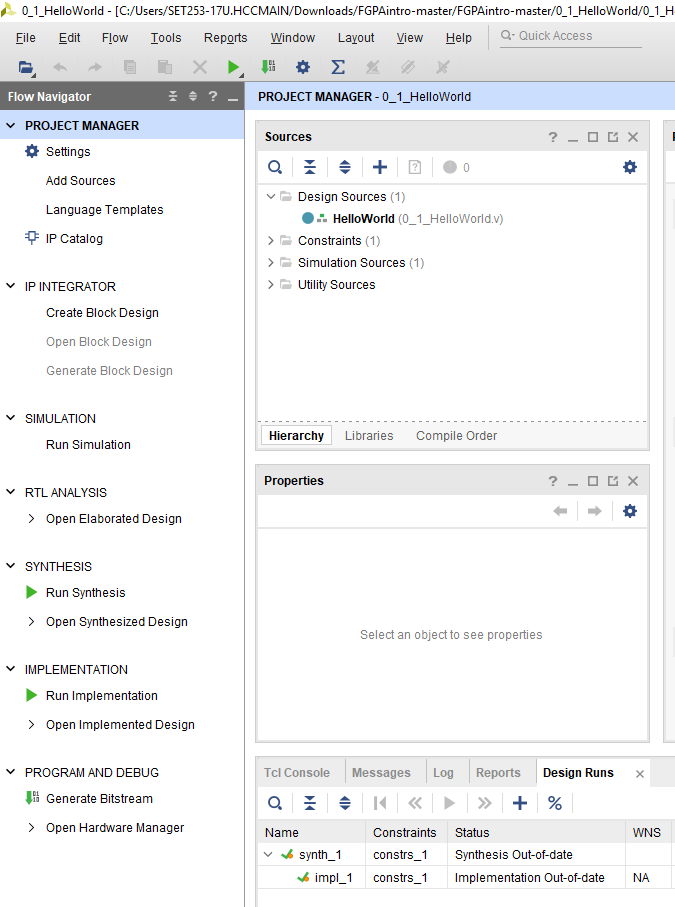 0_1_HelloWorld - [C:/Users/SET253-17U.HCCMAIN/Downloads/FGPAintro-master/FGPAintro-master/0_1_HelloWorld/0_1_H
File Edit Flow Tools Reports Window Layout View Help Quick Access
Flow Navigator
PROJECT MANAGER
Settings
Add Sources
Language Templates
IP Catalog
IP INTEGRATOR
Create Block Design
Open Block Design
Generate Block Design
SIMULATION
Run Simulation
RTL ANALYSIS
Open Elaborated Design
SYNTHESIS
Run Synthesis
Open Synthesized Design
IMPLEMENTATION
Run Implementation
Open Implemented Design
PROGRAM AND DEBUG
Generate Bitstream
Open Hardware Manager
PROJECT MANAGER - 0_1_HelloWorld
Sources
0
Design Sources (1)
HelloWorld (0_1_HelloWorld.v)
Constraints (1)
Simulation Sources (1)
Utility Sources
Hierarchy Libraries Compile Order
Properties
Select an object to see properties
Tcl Console Messages Log Reports Design Runs
Name Constraints Status WNS
synth_1 constrs_1 Synthesis Out-of-date
impl_1 constrs_1 Implementation Out-of-date NA